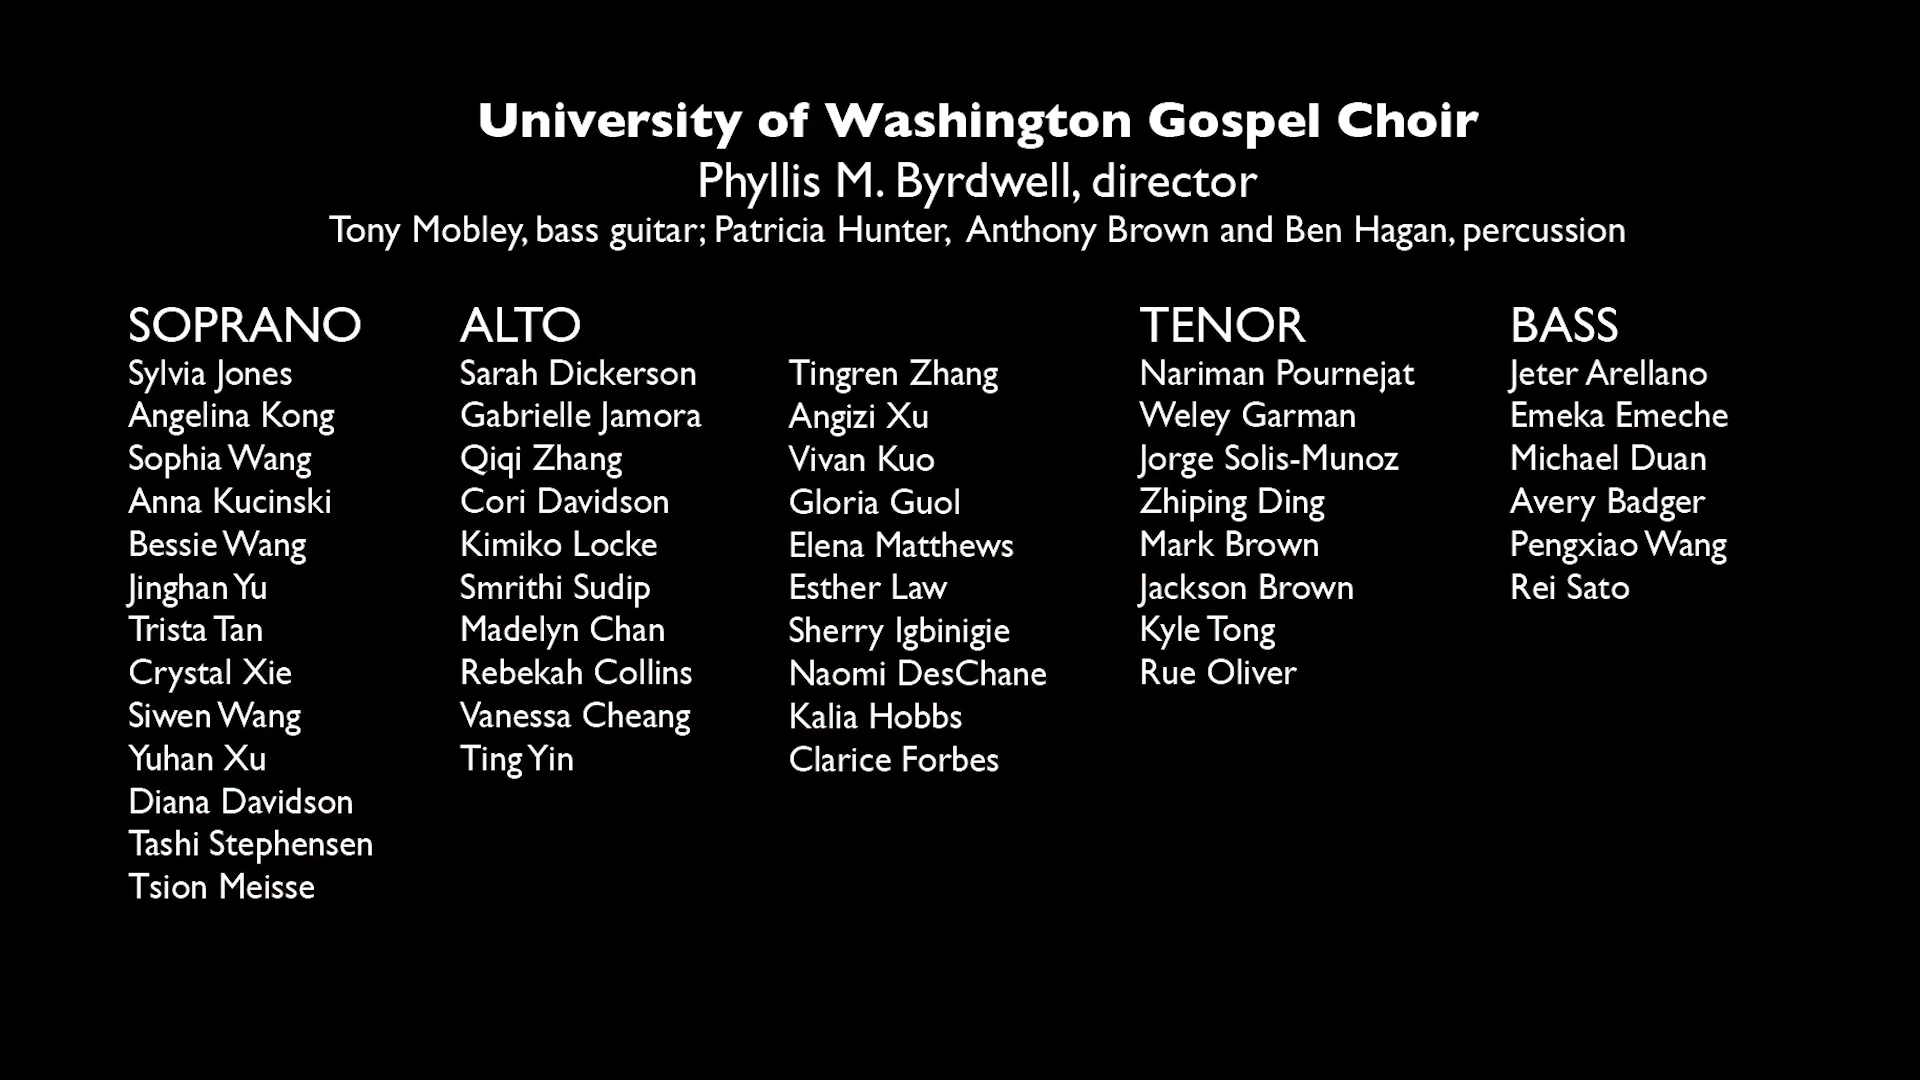 University of Washington Gospel Choir
Phyllis M. Byrdwell, director
Tony Mobley, bass guitar; Patricia Hunter, Anthony Brown and Ben Hagan, percussion
SOPRANO
Sylvia Jones
Angelina Kong
Sophia Wang
Anna Kucinski
Bessie Wang
Jinghan Yu
Trista Tan
Crystal Xie
Siwen Wang
Yuhan Xu
Diana Davidson
Tashi Stephensen
Tsion Meisse
ALTO
Sarah Dickerson
Gabrielle Jamora
Qiqi Zhang
Cori Davidson
Kimiko Locke
Smrithi Sudip
Madelyn Chan
Rebekah Collins
Vanessa Cheang
Ting Yin
Tingren Zhang
Angizi Xu
Vivan Kuo
Gloria Guol
Elena Matthews
Esther Law
Sherry Igbinigie
Naomi DesChane
Kalia Hobbs
Clarice Forbes
TENOR
Nariman Pournejat
Weley Garman
Jorge Solis-Munoz
Zhiping Ding
Mark Brown
Jackson Brown
Kyle Tong
Rue Oliver
BASS
Jeter Arellano
Emeka Emeche
Michael Duan
Avery Badger
Pengxiao Wang
Rei Sato